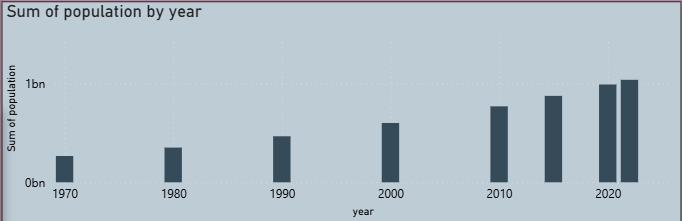 Sum of population by year
Sum of population
1bn
0bn
1970 1980 1990 2000 2010 2020
year